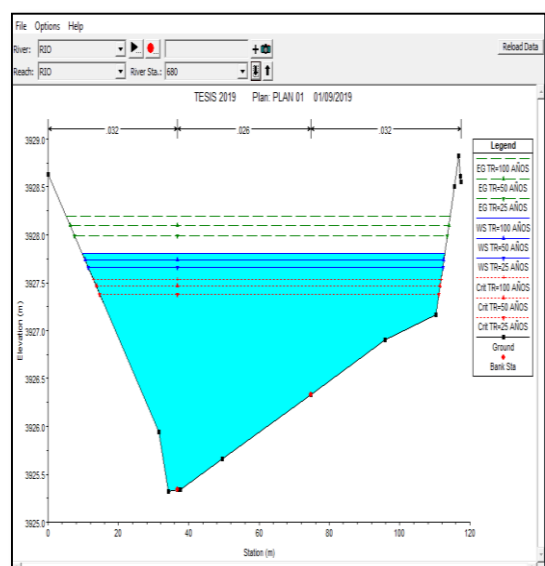 File Options Help
River: RIO
Reload Data
Reach: RIO River Sta.: 680
TESIS 2019 Plan: PLAN 01 01/09/2019
.032 .026 .032
3929.0
3928.5
3928.0
3927.5
3927.0
3926.5
3926.0
3925.5
3925.0
Elevation (m)
0 20 40 60 80 100 120
Station (m)
Legend
EG TR=100 AÑOS
EG TR=50 AÑOS
EG TR=25 AÑOS
WS TR=100 AÑOS
WS TR=50 AÑOS
WS TR=25 AÑOS
Crit TR=100 AÑOS
Crit TR=50 AÑOS
Crit TR=25 AÑOS
Ground
Bank Sta